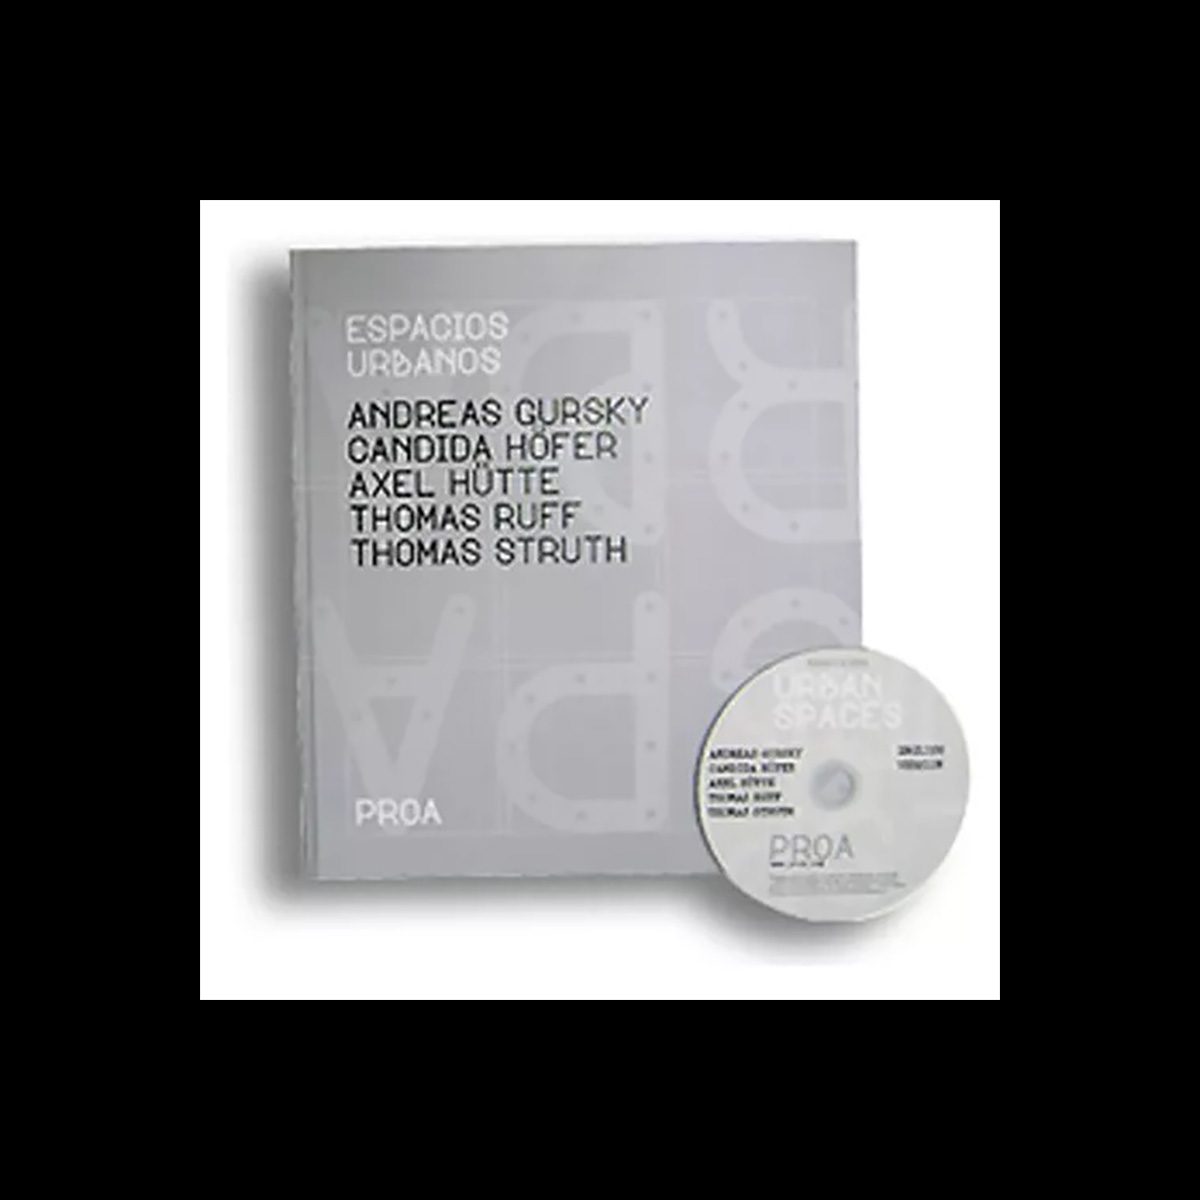 ESPACIOS
URBANOS
ANDREAS GURSKY
CANDIDA HÖFER
AXEL HÜTTE
THOMAS RUFF
THOMAS STRUTH
PROA
URBAN
SPACES
ANDREAS GURSKY
CANDIDA HÖFER
AXEL HÜTTE
THOMAS RUFF
THOMAS STRUTH
ENGLISH
VERSION
PROA